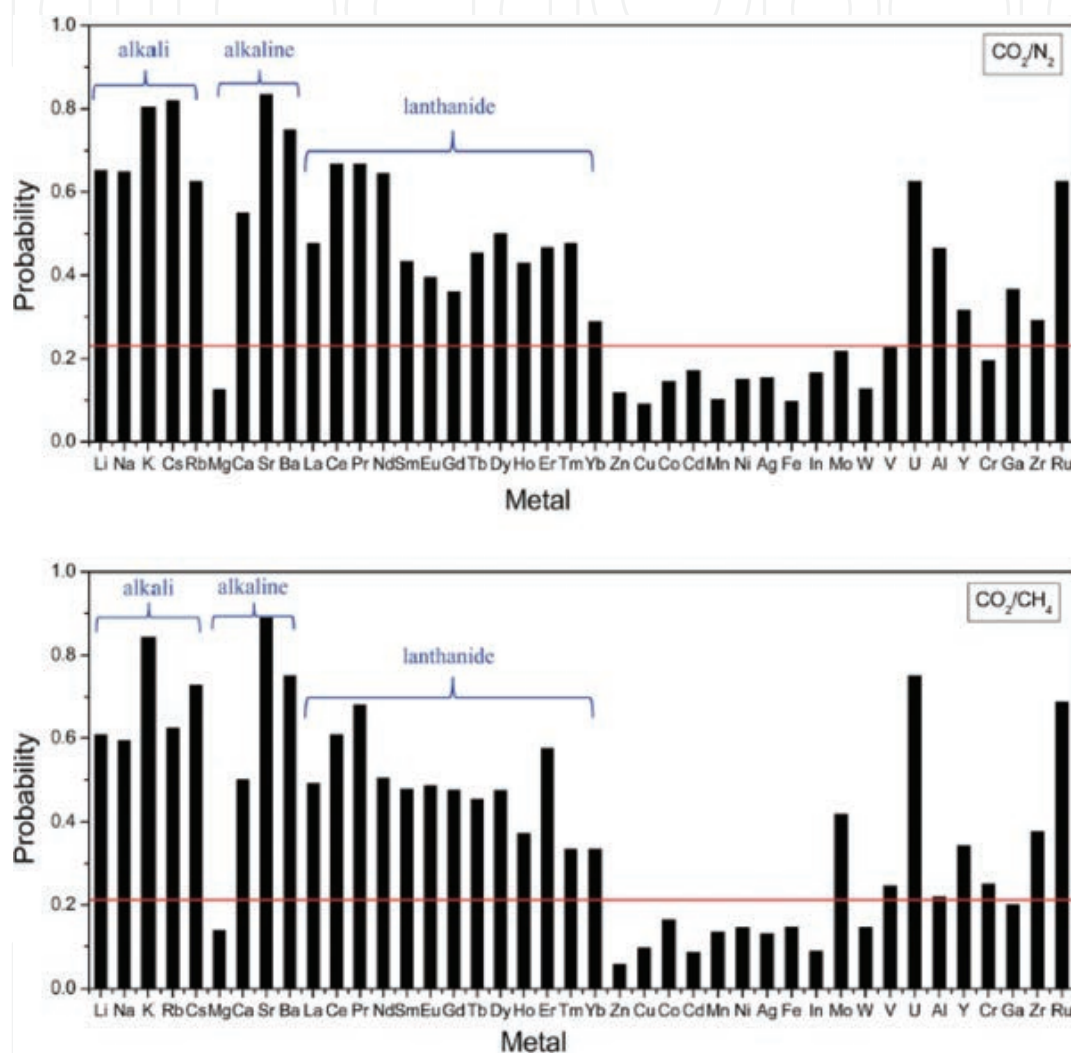 1.0
alkali
alkaline
CO2/N2
lanthanide
0.8
0.6
0.4
0.2
0.0
Probability
Li Na K Cs Rb Mg Ca Sr Ba La Ce Pr Nd Sm Eu Gd Tb Dy Ho Er Tm Yb Zn Cu Co Cd Mn Ni Ag Fe In Mo W V U Al Y Cr Ga Zr Ru
Metal
1.0
alkali
alkaline
CO2/CH4
lanthanide
0.8
0.6
0.4
0.2
0.0
Probability
Li Na K Rb Cs Mg Ca Sr Ba La Ce Pr Nd Sm Eu Gd Tb Dy Ho Er Tm Yb Zn Cu Co Cd Mn Ni Ag Fe In Mo W V U Al Y Cr Ga Zr Ru
Metal